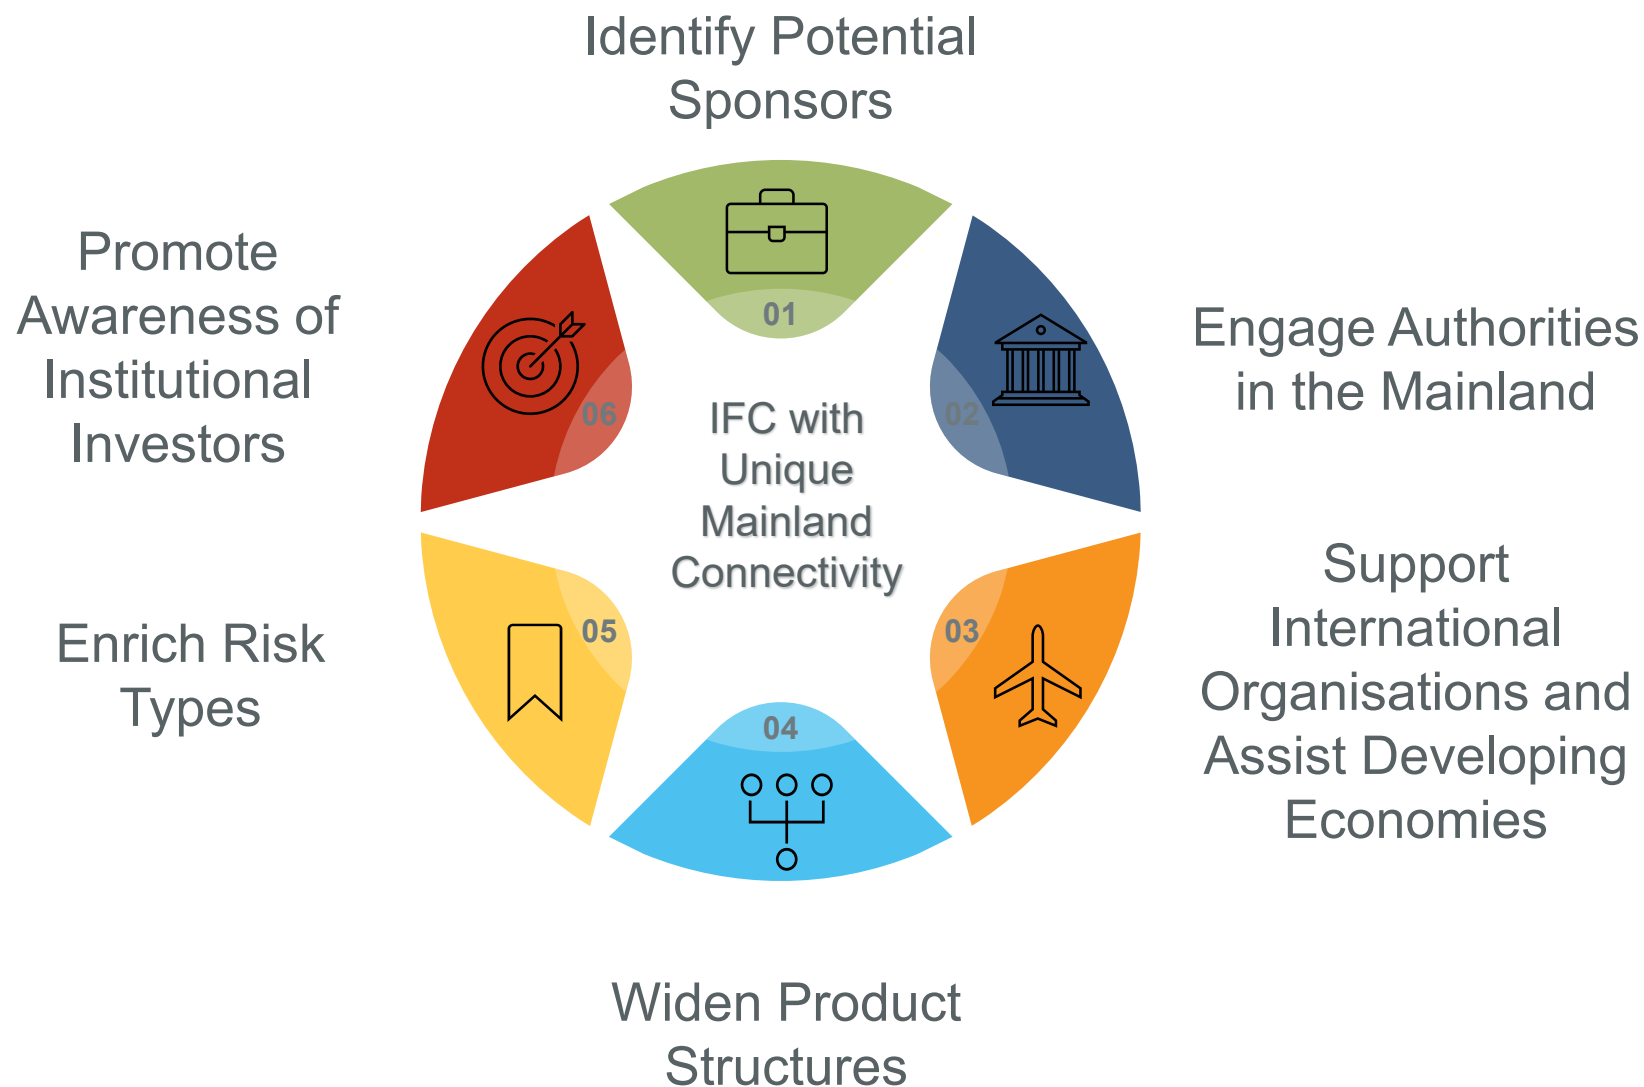 Identify Potential
Sponsors
01
Engage Authorities
in the Mainland
02
Support
International
Organisations and
Assist Developing
Economies
03
Widen Product
Structures
04
Enrich Risk
Types
05
Promote
Awareness of
Institutional
Investors
06
IFC with
Unique
Mainland
Connectivity